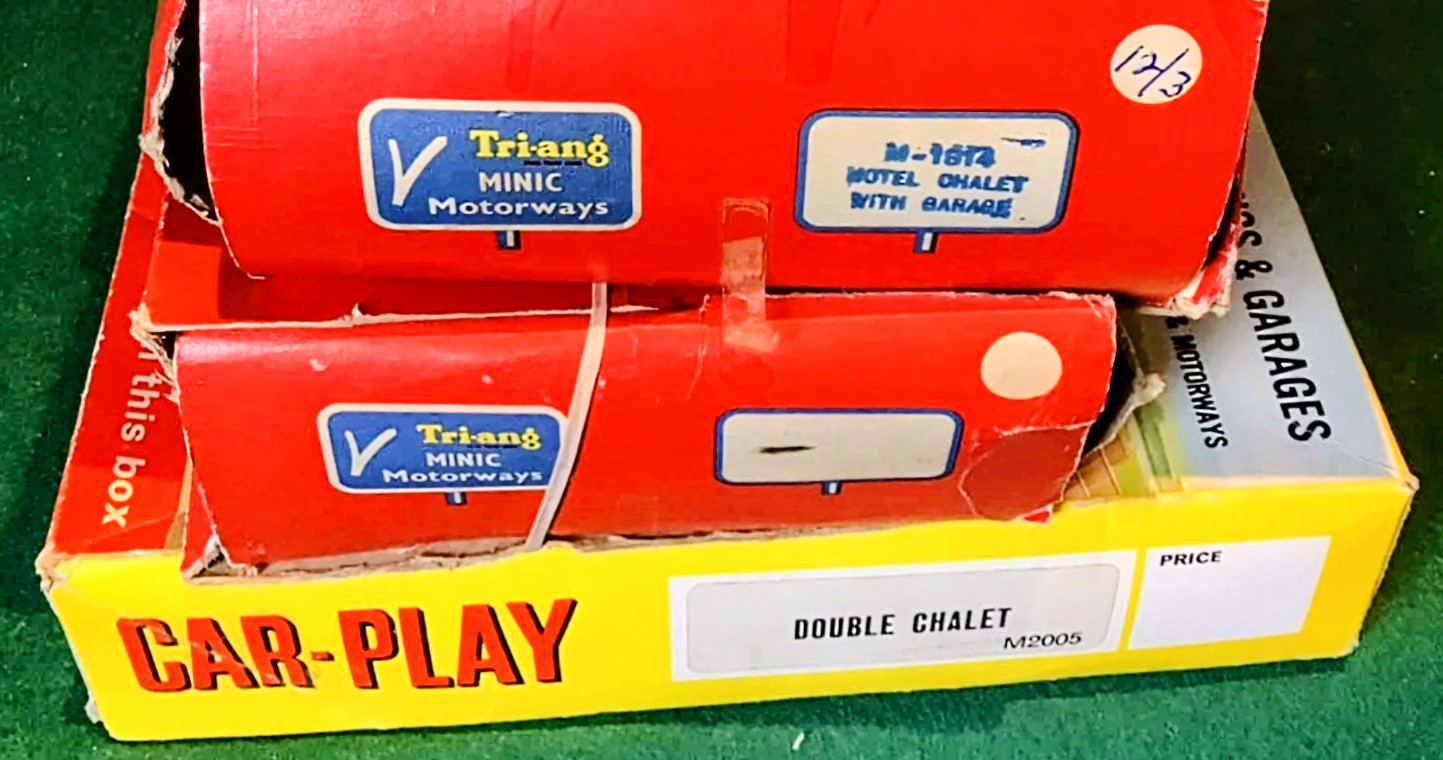 12/3
Tri-ang
MINIC
Motorways
MOTEL CHALET
WITH GARAGE
Tri-ang
MINIC
Motorways
this box
& GARAGES
& MOTORWAYS
CAR-PLAY
DOUBLE CHALET
M2005
PRICE